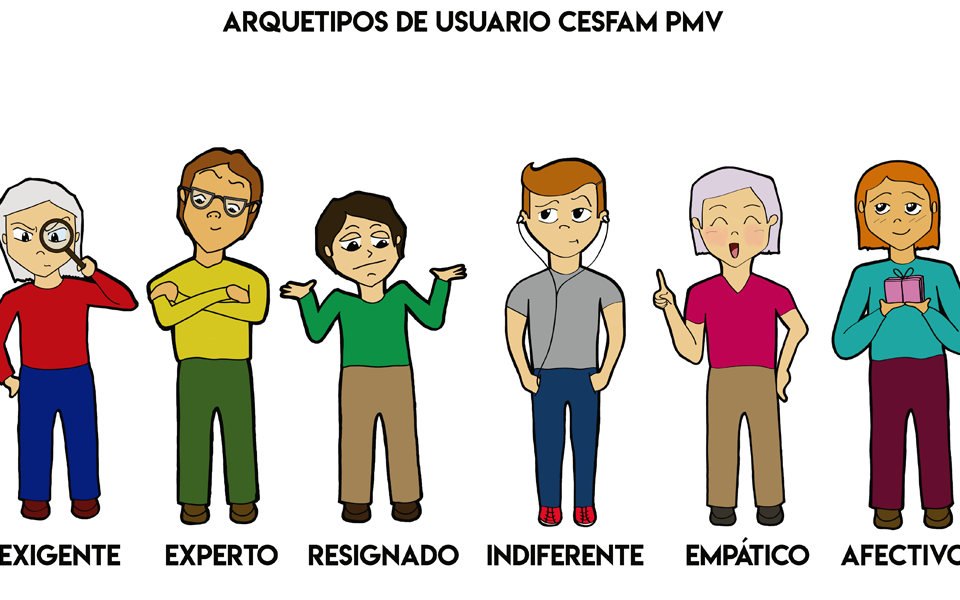 ARQUETIPOS DE USUARIO CESFAM PMV
EXIGENTE EXPERTO RESIGNADO INDIFERENTE EMPÁTICO AFECTIVO